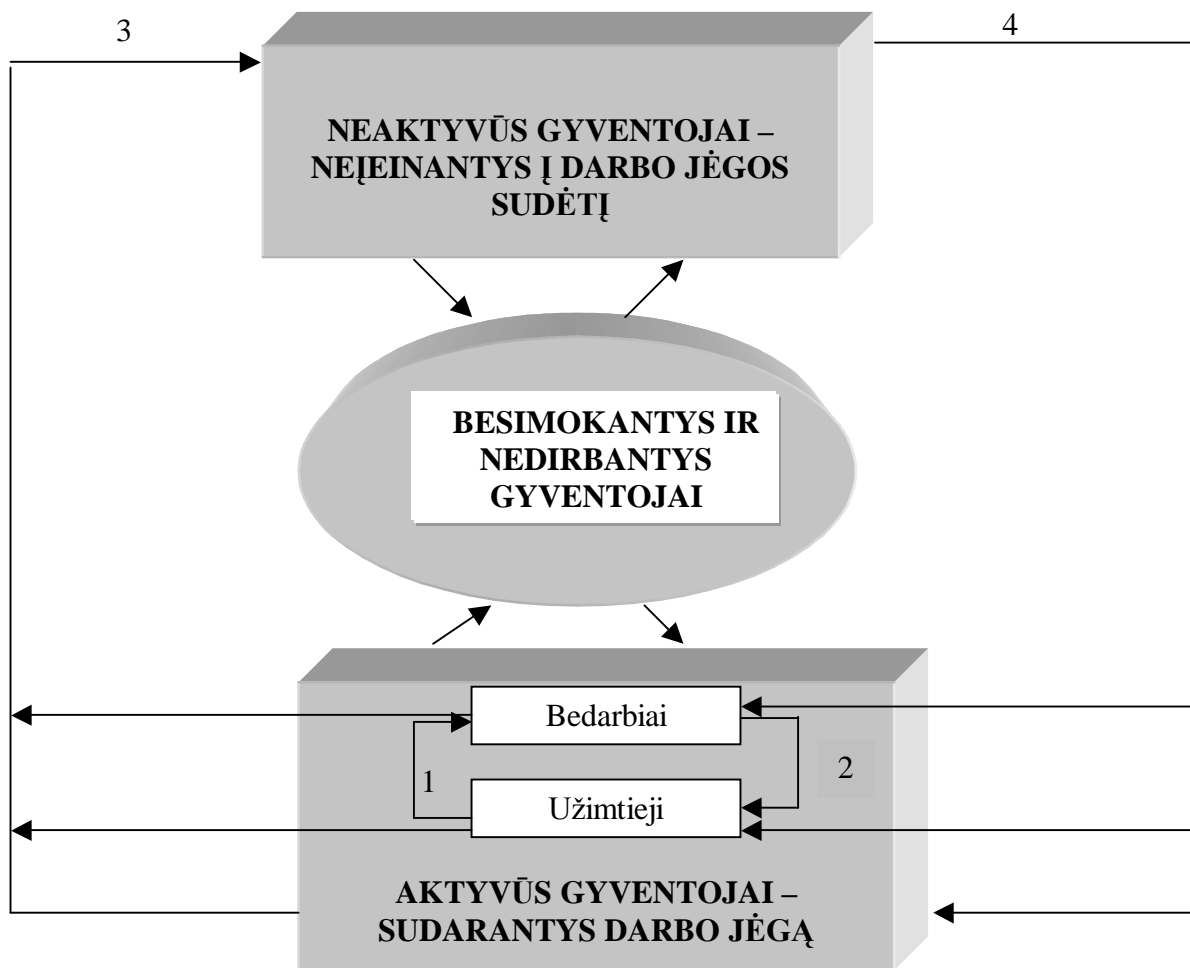 3
4
NEAKTYVŪS GYVENTOJAI –
NEĮEINANTYS Į DARBO JĖGOS
SUDĖTĮ
BESIMOKANTYS IR
NEDIRBANTYS
GYVENTOJAI
Bedarbiai
1
2
Užimtieji
AKTYVŪS GYVENTOJAI –
SUDARANTYS DARBO JĖGĄ